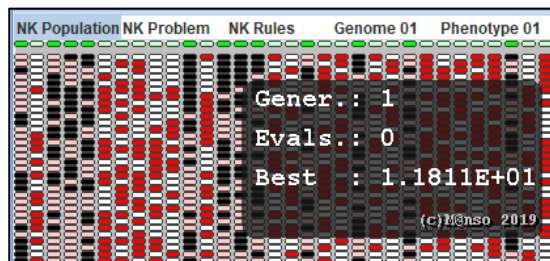 NK Population NK Problem NK Rules Genome 01 Phenotype 01
Gener.: 1
Evals.: 0
Best : 1.1811E+01
(c)M@nso 2019